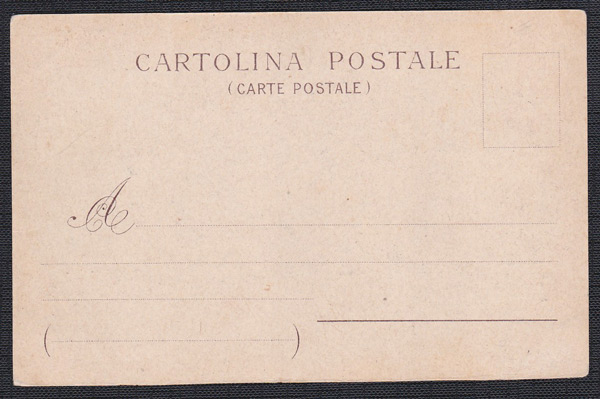 CARTOLINA POSTALE
(CARTE POSTALE)
A
( )